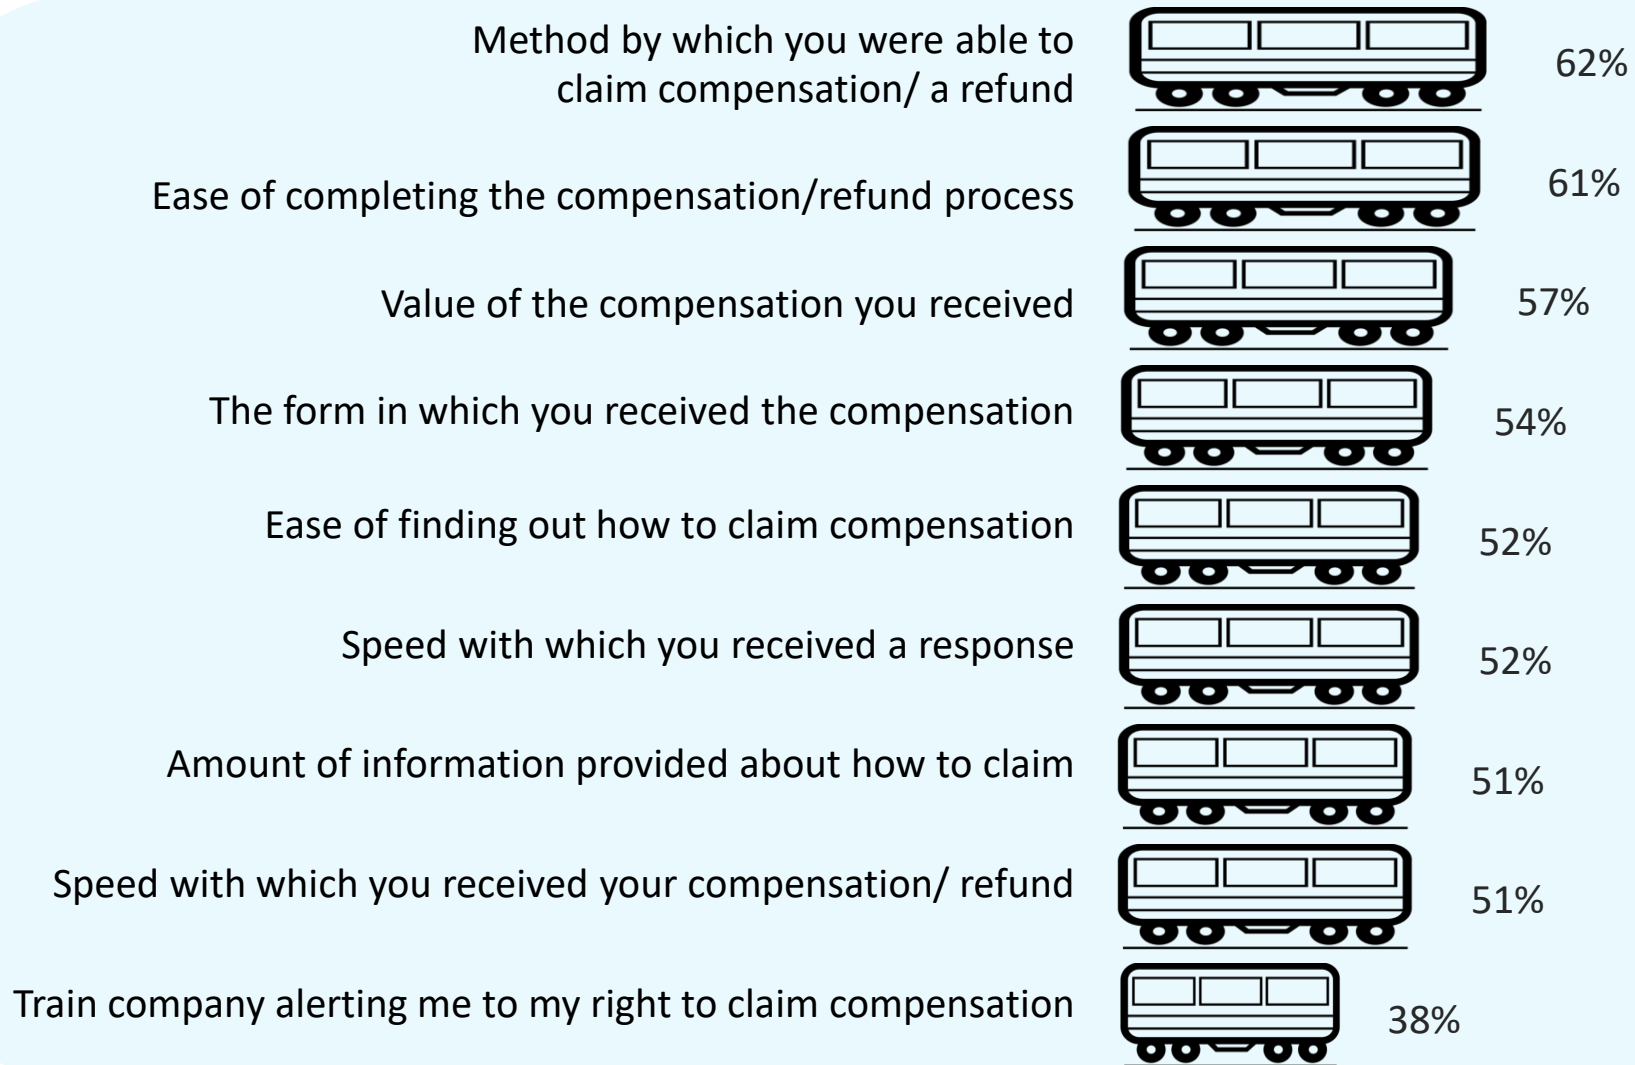 Method by which you were able to
claim compensation/ a refund
62%
Ease of completing the compensation/refund process
61%
Value of the compensation you received
57%
The form in which you received the compensation
54%
Ease of finding out how to claim compensation
52%
Speed with which you received a response
52%
Amount of information provided about how to claim
51%
Speed with which you received your compensation/ refund
51%
Train company alerting me to my right to claim compensation
38%